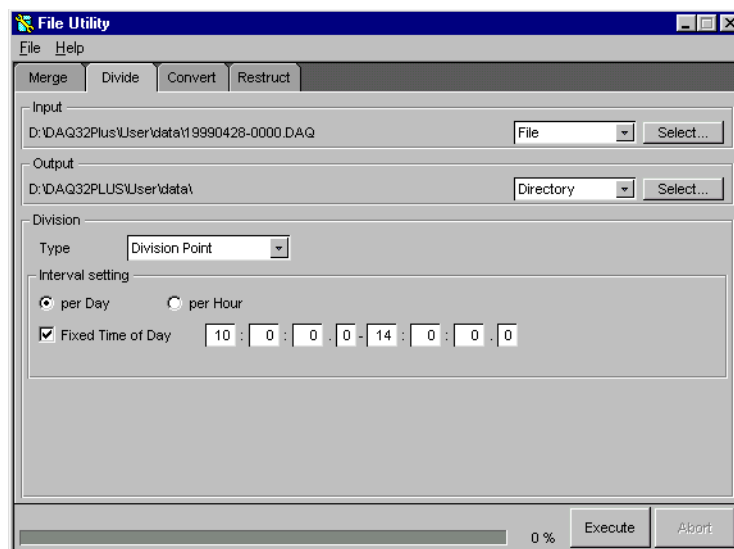 File Utility
File Help
Merge Divide Convert Restruct
Input
D:\DAQ32Plus\User\data\19990428-0000.DAQ File Select...
Output
D:\DAQ32PLUS\User\data\ Directory Select...
Division
Type Division Point
Interval setting
per Day per Hour
Fixed Time of Day 10 : 0 : 0 . 0 - 14 : 0 : 0 . 0
0 % Execute Abort